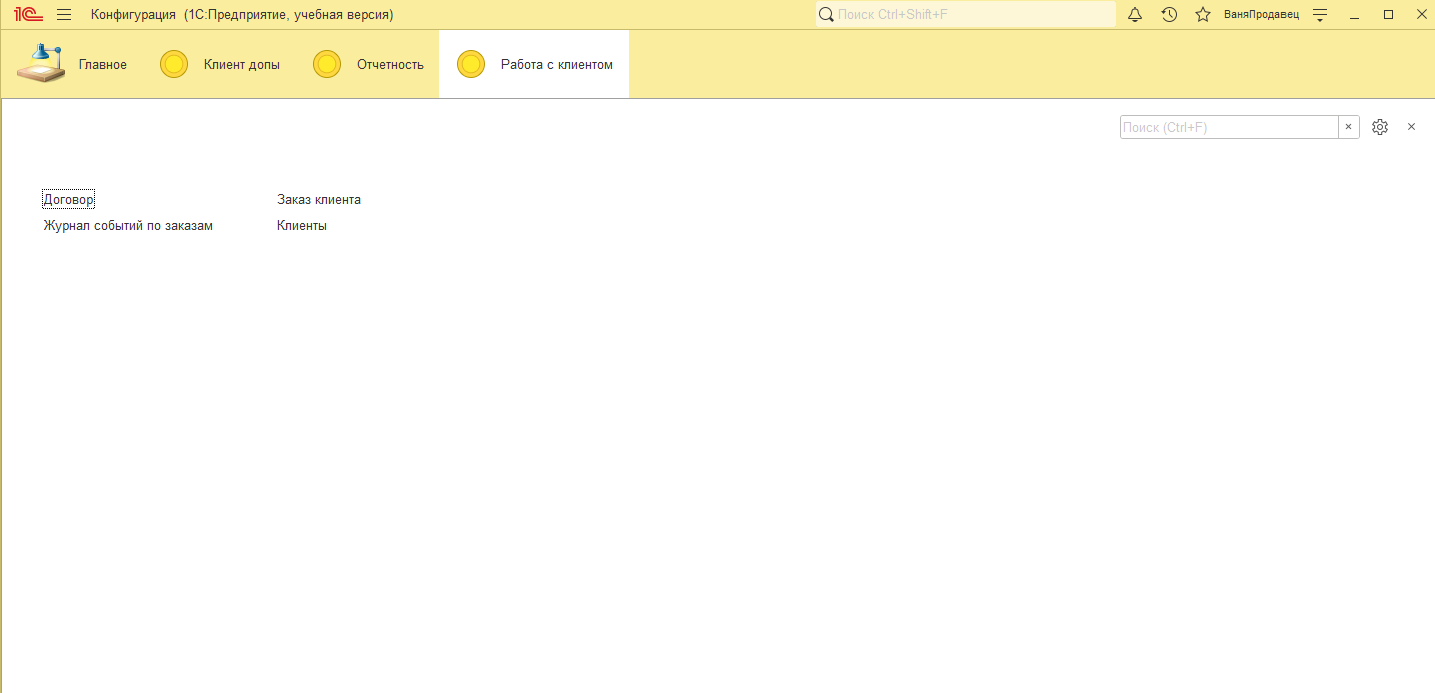 1С Конфигурация (1С:Предприятие, учебная версия) Поиск Ctrl+Shift+F ВаняПродавец
Главное Клиент допы Отчетность Работа с клиентом
Поиск (Ctrl+F) ×
Договор Заказ клиента
Журнал событий по заказам Клиенты